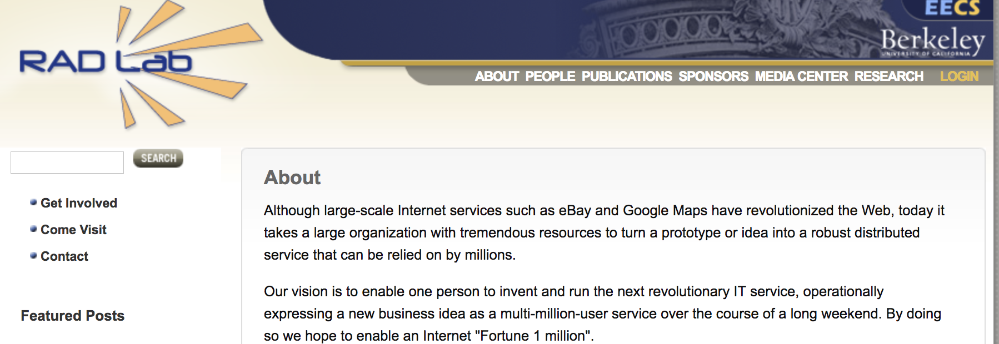 RAD Lab
EECS
Berkeley
UNIVERSITY OF CALIFORNIA
ABOUT PEOPLE PUBLICATIONS SPONSORS MEDIA CENTER RESEARCH LOGIN
SEARCH
Get Involved
Come Visit
Contact
Featured Posts
About
Although large-scale Internet services such as eBay and Google Maps have revolutionized the Web, today it
takes a large organization with tremendous resources to turn a prototype or idea into a robust distributed
service that can be relied on by millions.
Our vision is to enable one person to invent and run the next revolutionary IT service, operationally
expressing a new business idea as a multi-million-user service over the course of a long weekend. By doing
so we hope to enable an Internet "Fortune 1 million".